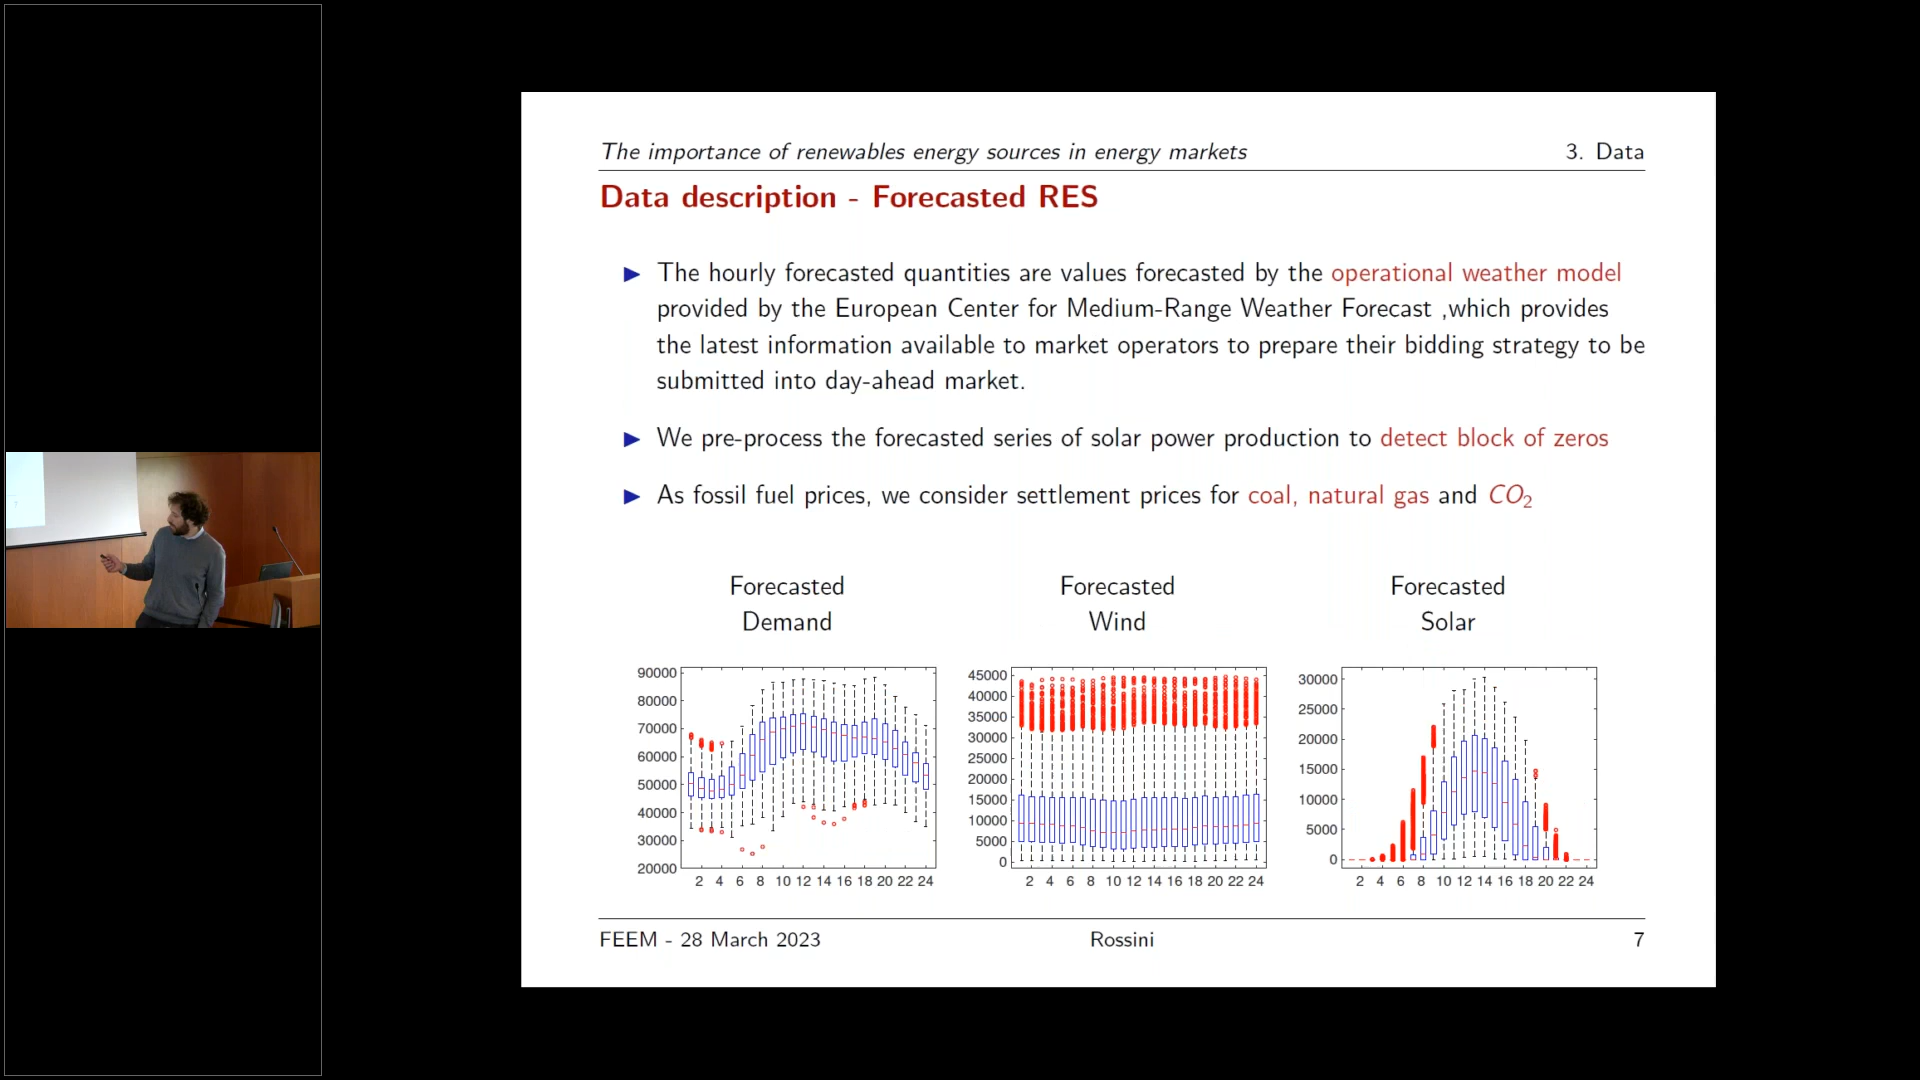 The importance of renewables energy sources in energy markets 3. Data
Data description - Forecasted RES
The hourly forecasted quantities are values forecasted by the operational weather model
provided by the European Center for Medium-Range Weather Forecast ,which provides
the latest information available to market operators to prepare their bidding strategy to be
submitted into day-ahead market.
We pre-process the forecasted series of solar power production to detect block of zeros
As fossil fuel prices, we consider settlement prices for coal, natural gas and CO2
Forecasted
Demand
Forecasted
Wind
Forecasted
Solar
90000
80000
70000
60000
50000
40000
30000
20000
2 4 6 8 10 12 14 16 18 20 22 24
45000
40000
35000
30000
25000
20000
15000
10000
5000
0
2 4 6 8 10 12 14 16 18 20 22 24
30000
25000
20000
15000
10000
5000
0
2 4 6 8 10 12 14 16 18 20 22 24
FEEM - 28 March 2023 Rossini 7